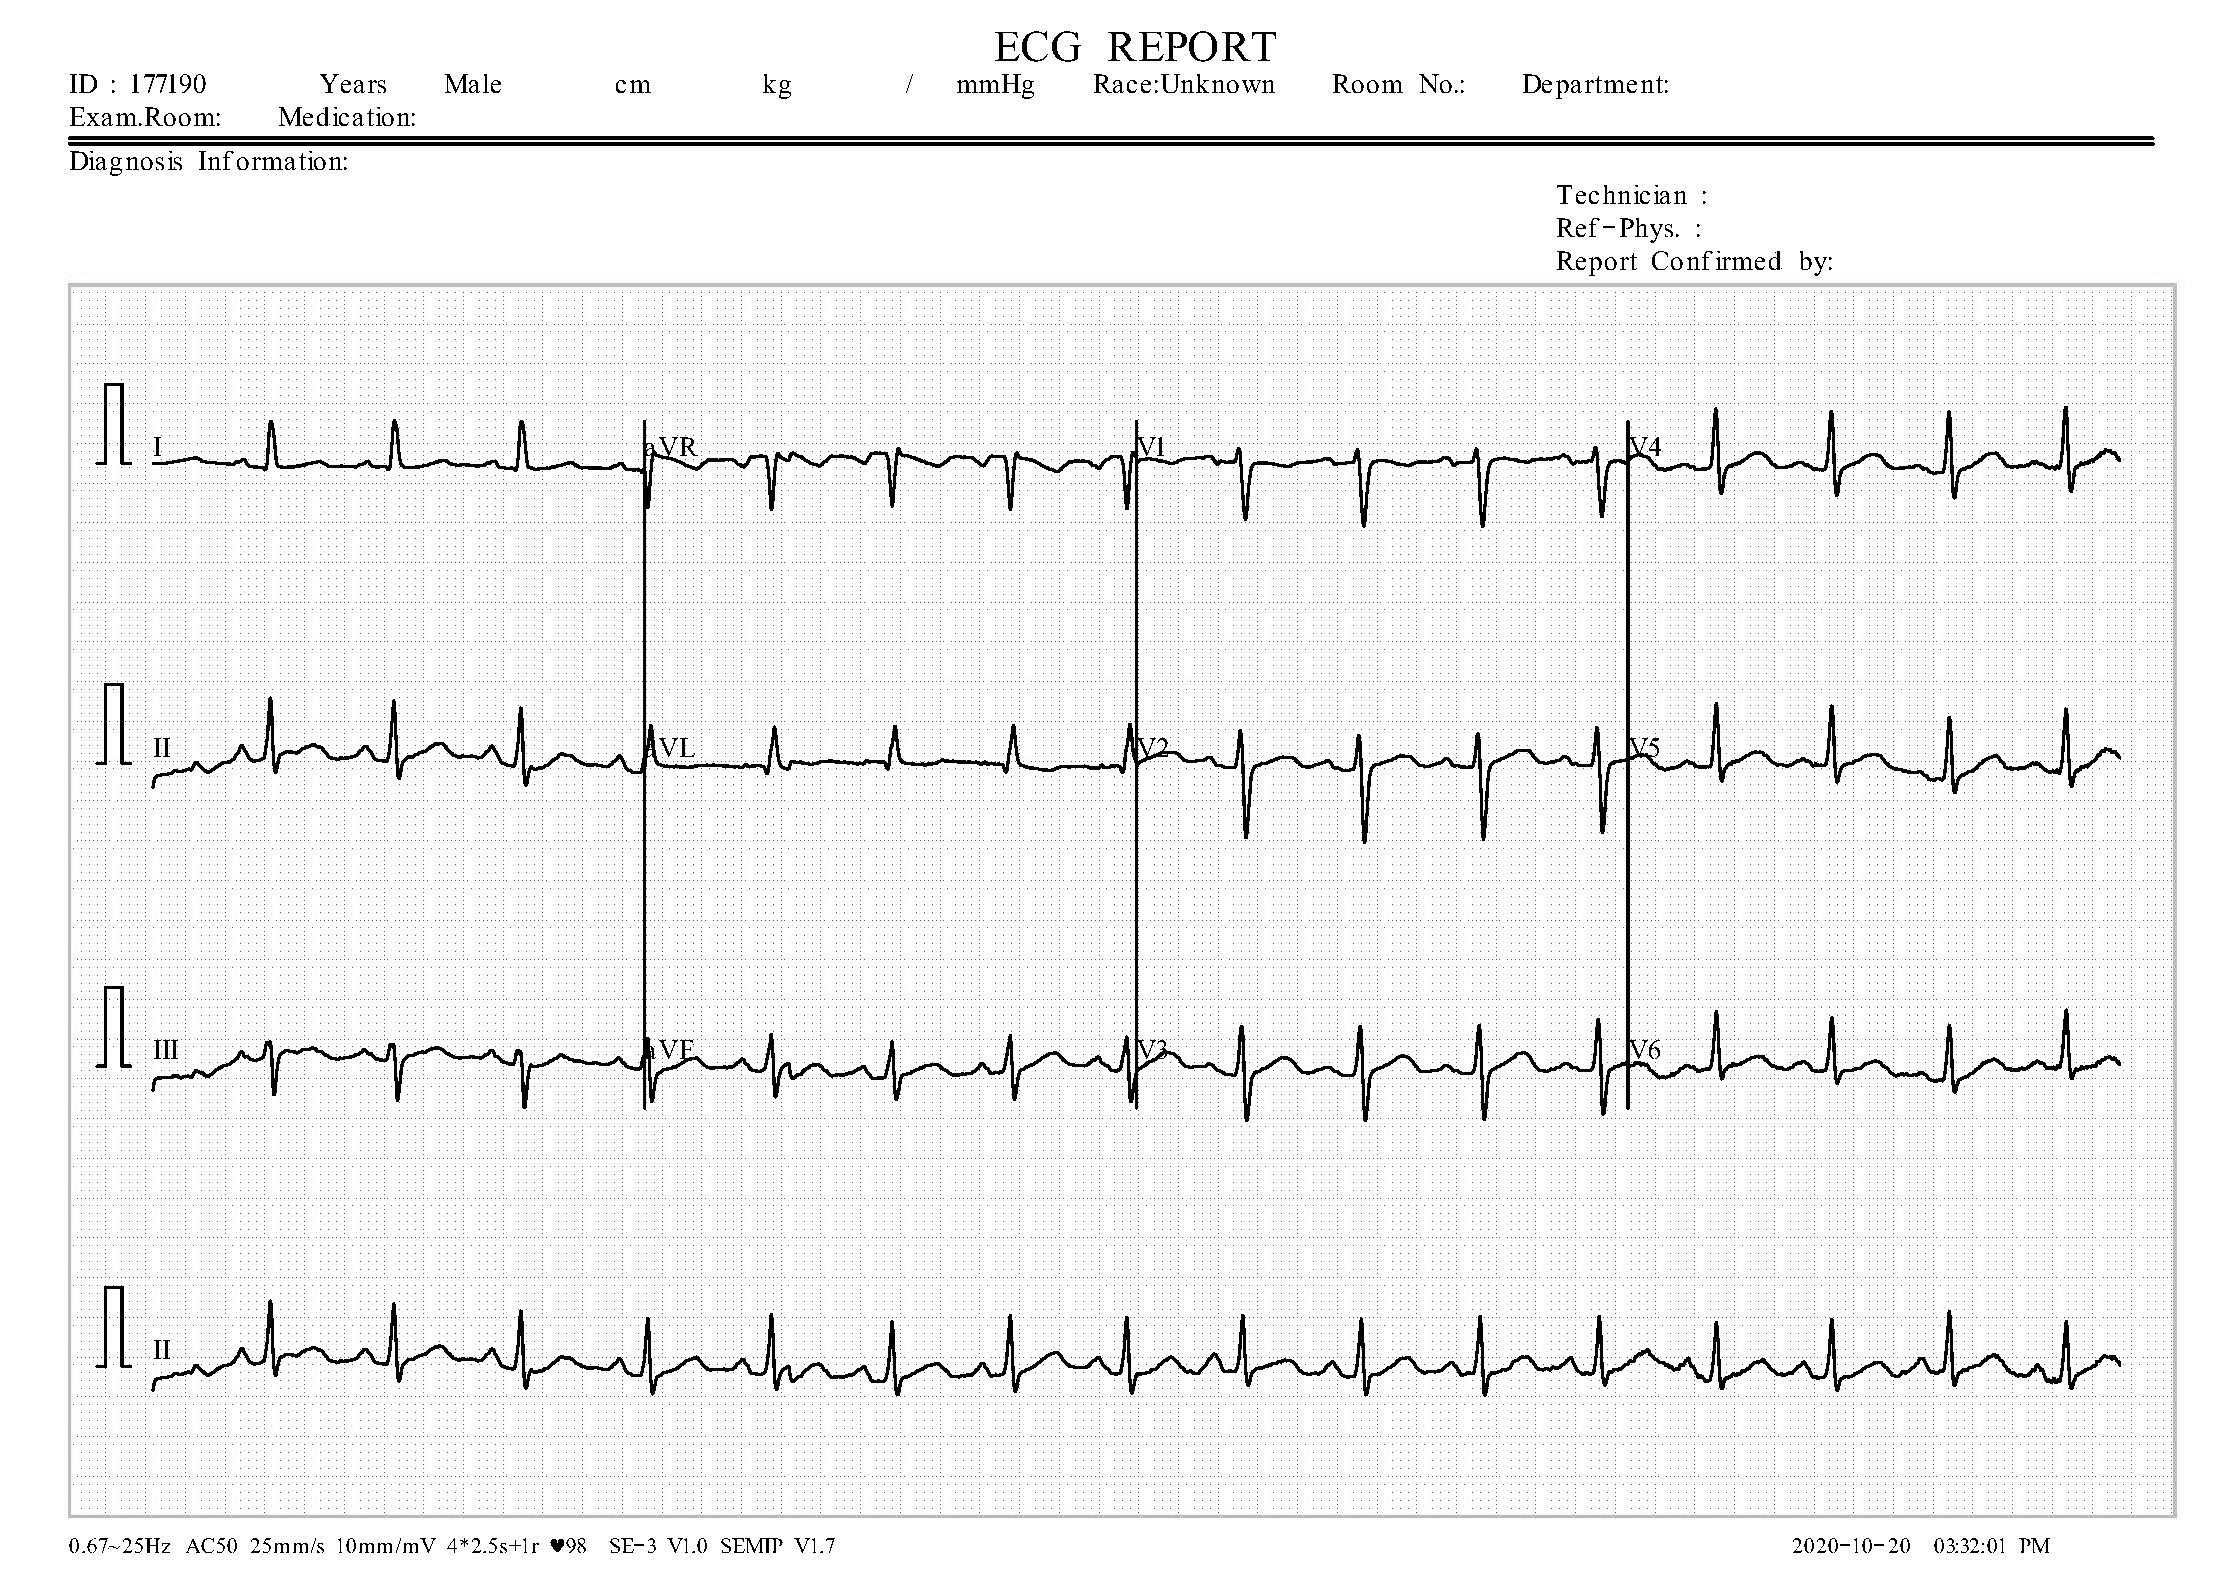 ECG REPORT
ID : 177190 Years Male cm kg / mmHg Race:Unknown Room No.: Department:
Exam.Room: Medication:
Diagnosis Information:
Technician :
Ref-Phys. :
Report Confirmed by:
I aVR V1 V4
II aVL V2 V5
III aVF V3 V6
II
0.67~25Hz AC50 25mm/s 10mm/mV 4*2.5s+1r ♥98 SE-3 V1.0 SEMIP V1.7 2020-10-20 03:32:01 PM